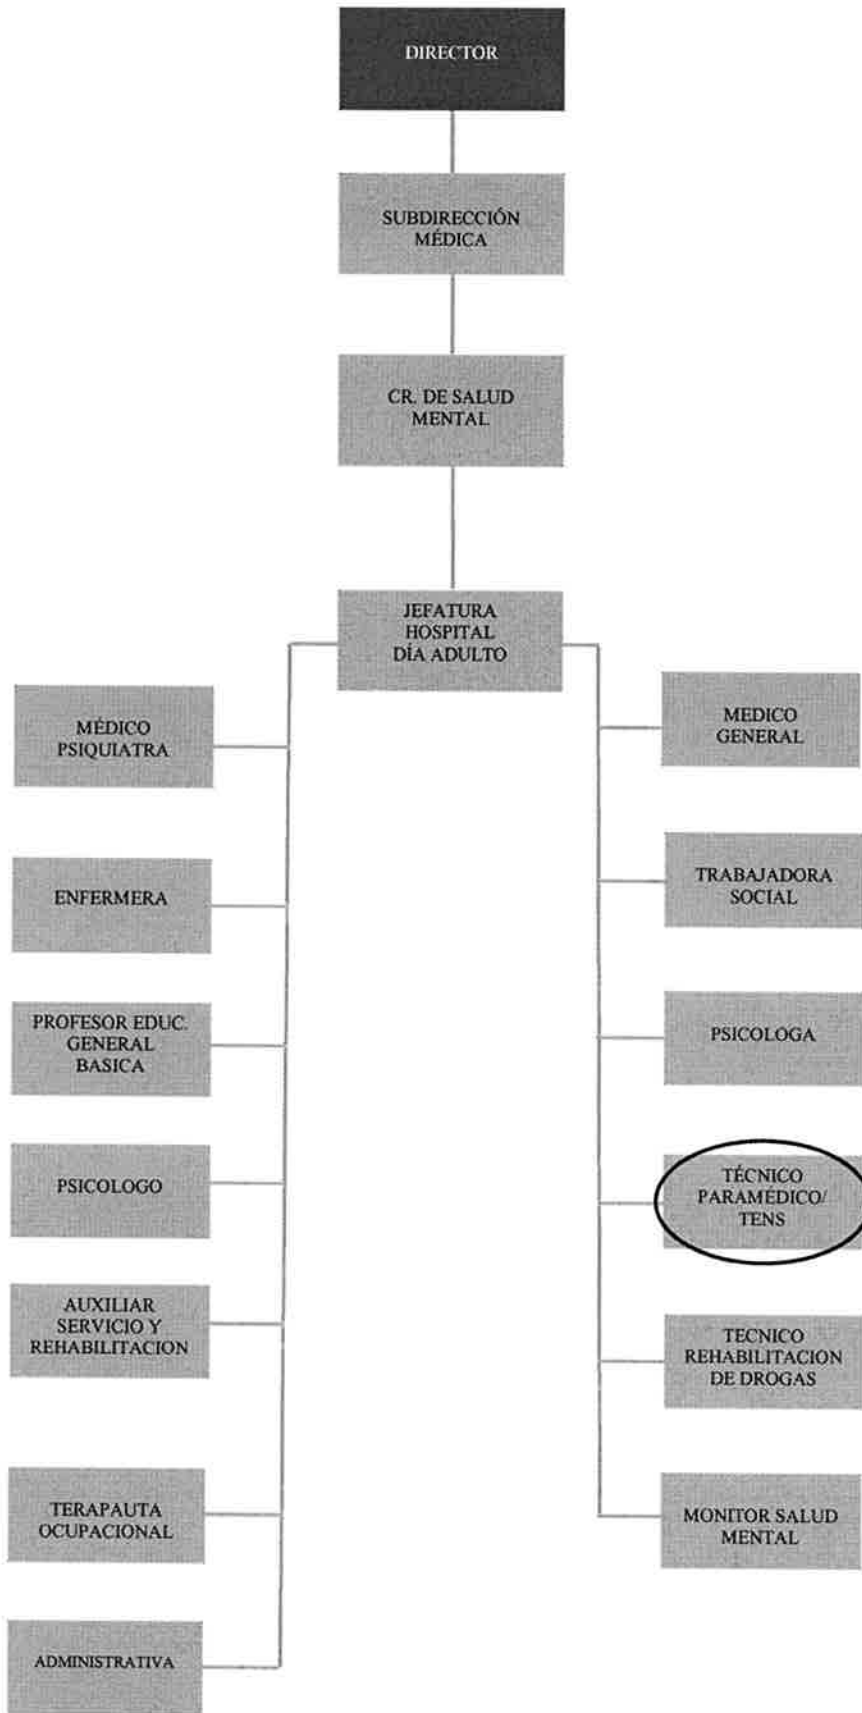 DIRECTOR
SUBDIRECCIÓN
MÉDICA
CR. DE SALUD
MENTAL
JEFATURA
HOSPITAL
DÍA ADULTO
MÉDICO
PSIQUIATRA
ENFERMERA
PROFESOR EDUC.
GENERAL
BASICA
PSICOLOGO
AUXILIAR
SERVICIO Y
REHABILITACION
TERAPAUTA
OCUPACIONAL
ADMINISTRATIVA
MEDICO
GENERAL
TRABAJADORA
SOCIAL
PSICOLOGA
TÉCNICO
PARAMÉDICO/
TENS
TECNICO
REHABILITACION
DE DROGAS
MONITOR SALUD
MENTAL